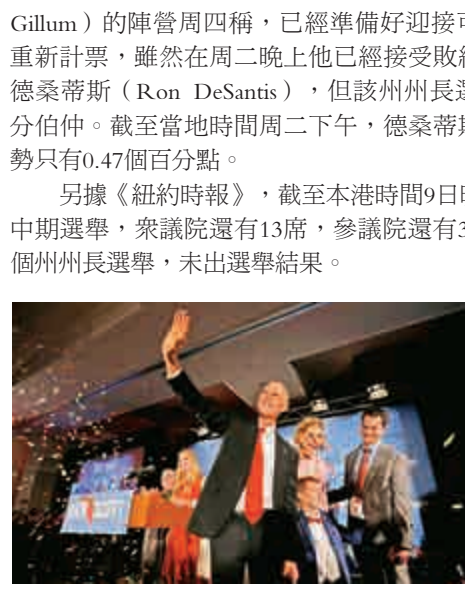 Gillum）的陣營周四稱，已經準備好迎接可
重新計票，雖然在周二晚上他已經接受敗
德桑蒂斯（Ron DeSantis），但該州州長選
分伯仲。截至當地時間周二下午，德桑蒂斯
勢只有0.47個百分點。
另據《紐約時報》，截至本港時間9日
中期選舉，衆議院還有13席，參議院還有3
個州州長選舉，未出選舉結果。